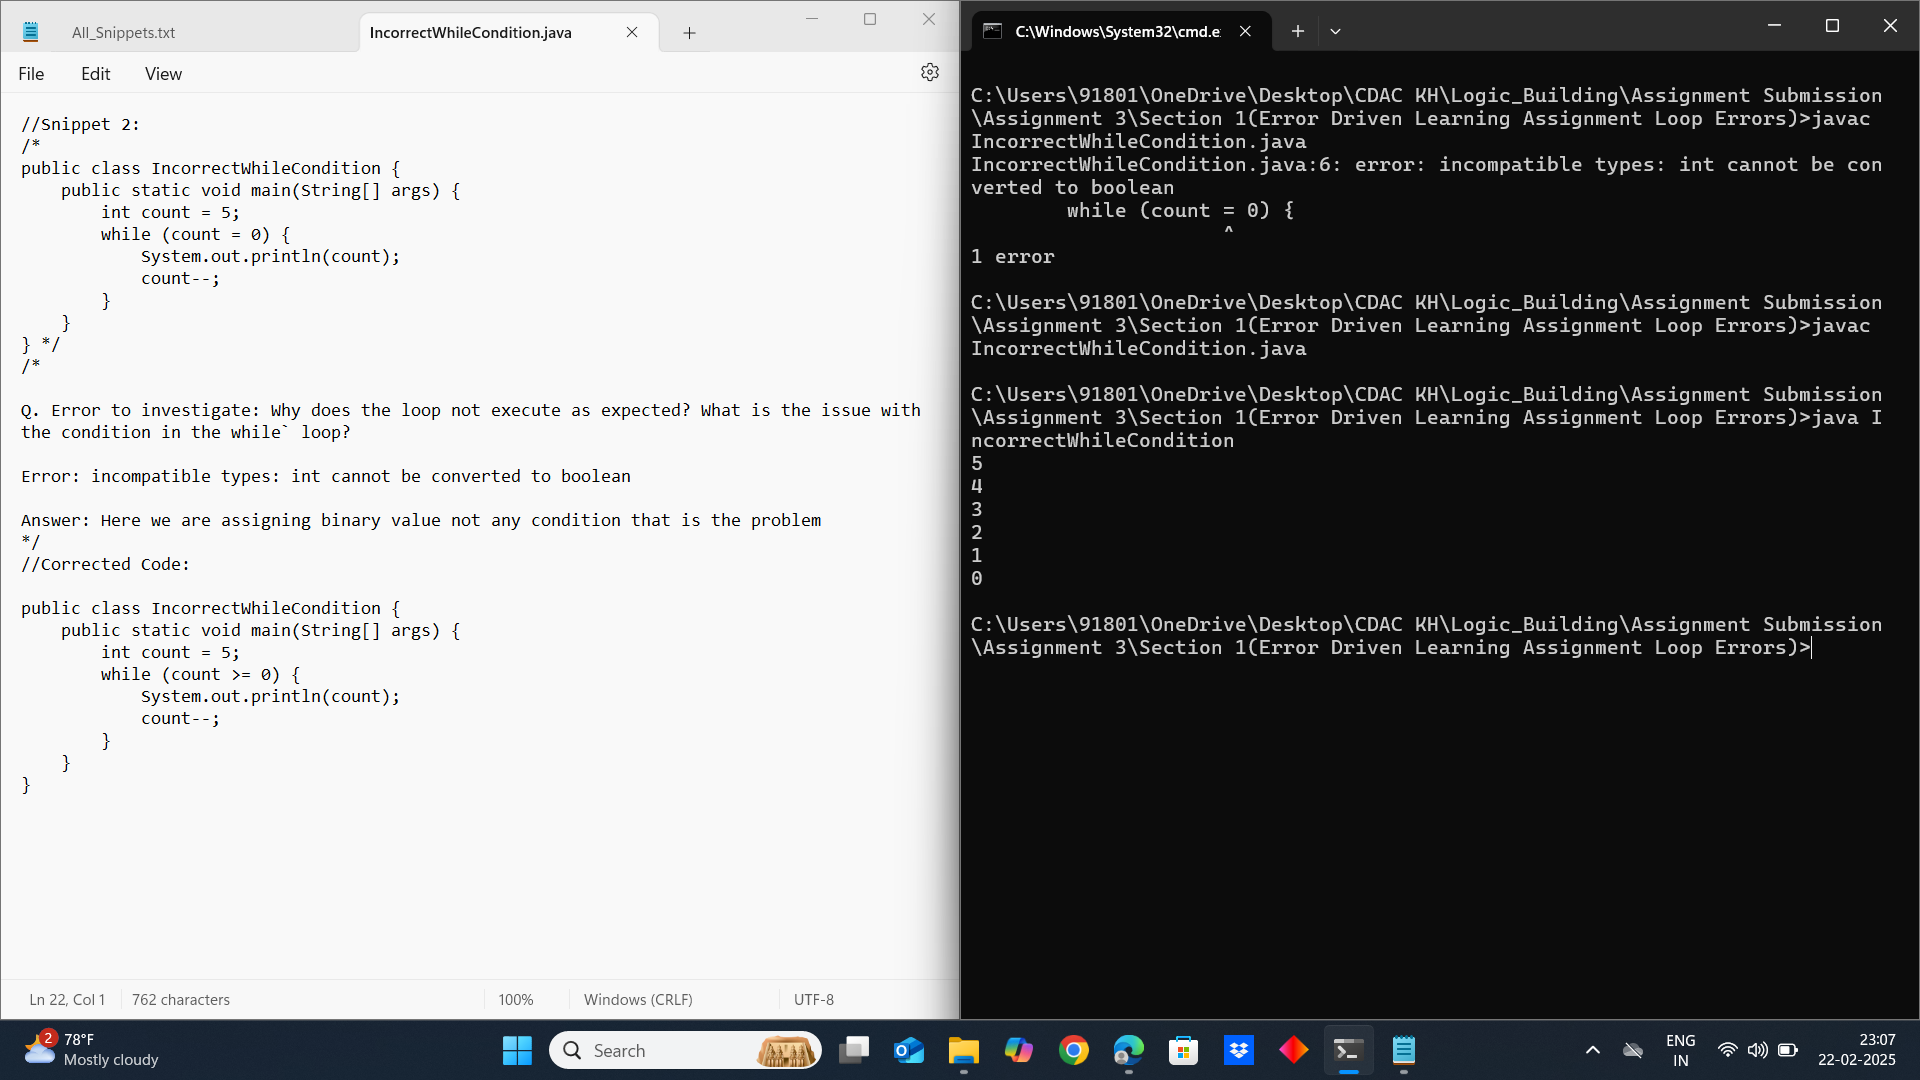 All_Snippets.txt
IncorrectWhileCondition.java
File Edit View
//Snippet 2:
/*
public class IncorrectWhileCondition {
    public static void main(String[] args) {
        int count = 5;
        while (count = 0) {
            System.out.println(count);
            count--;
        }
    }
} */
/*
Q. Error to investigate: Why does the loop not execute as expected? What is the issue with
the condition in the while` loop?
Error: incompatible types: int cannot be converted to boolean
Answer: Here we are assigning binary value not any condition that is the problem
*/
//Corrected Code:
public class IncorrectWhileCondition {
    public static void main(String[] args) {
        int count = 5;
        while (count >= 0) {
            System.out.println(count);
            count--;
        }
    }
}
Ln 22, Col 1 762 characters 100% Windows (CRLF) UTF-8
C:\Windows\System32\cmd.e
C:\Users\91801\OneDrive\Desktop\CDAC KH\Logic_Building\Assignment Submission
\Assignment 3\Section 1(Error Driven Learning Assignment Loop Errors)>javac
IncorrectWhileCondition.java
IncorrectWhileCondition.java:6: error: incompatible types: int cannot be con
verted to boolean
        while (count = 0) {
                     ^
1 error
C:\Users\91801\OneDrive\Desktop\CDAC KH\Logic_Building\Assignment Submission
\Assignment 3\Section 1(Error Driven Learning Assignment Loop Errors)>javac
IncorrectWhileCondition.java
C:\Users\91801\OneDrive\Desktop\CDAC KH\Logic_Building\Assignment Submission
\Assignment 3\Section 1(Error Driven Learning Assignment Loop Errors)>java I
ncorrectWhileCondition
5
4
3
2
1
0
C:\Users\91801\OneDrive\Desktop\CDAC KH\Logic_Building\Assignment Submission
\Assignment 3\Section 1(Error Driven Learning Assignment Loop Errors)>
2
78°F
Mostly cloudy
Search
ENG
IN
23:07
22-02-2025